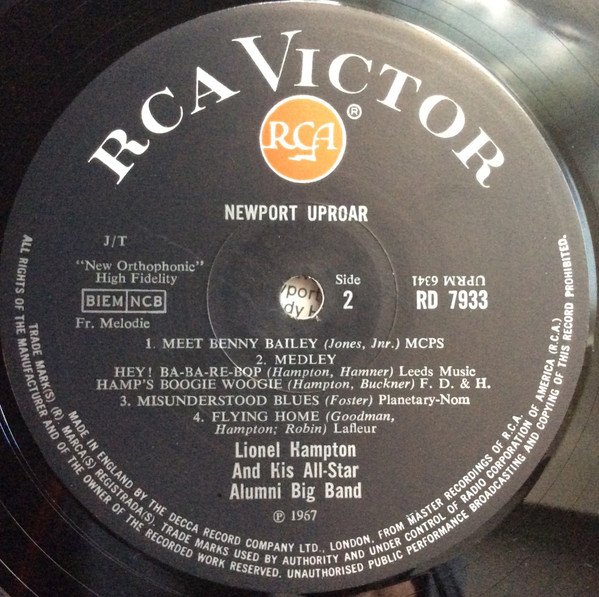 RCA VICTOR
RCA
®
NEWPORT UPROAR
J/T
"New Orthophonic"
High Fidelity
BIEM NCB
Fr. Melodie
Side
2
UPRM 6341
RD 7933
1. MEET BENNY BAILEY (Jones, Jnr.) MCPS
2. MEDLEY
HEY! BA-BA-RE-BOP (Hampton, Hamner) Leeds Music
HAMP'S BOOGIE WOOGIE (Hampton, Buckner) F. D. & H.
3. MISUNDERSTOOD BLUES (Foster) Planetary-Nom
4. FLYING HOME (Goodman,
Hampton; Robin) Lafleur
Lionel Hampton
And His All-Star
Alumni Big Band
℗ 1967
MADE IN ENGLAND BY THE DECCA RECORD COMPANY LTD., LONDON, FROM MASTER RECORDINGS OF R.C.A.
TRADE MARK(S) (R) MARCA(S) REGISTRADA(S). TRADE MARKS USED BY AUTHORITY AND UNDER CONTROL OF RADIO CORPORATION OF AMERICA (R.C.A.)
ALL RIGHTS OF THE MANUFACTURER AND OF THE OWNER OF THE RECORDED WORK RESERVED. UNAUTHORISED PUBLIC PERFORMANCE BROADCASTING AND COPYING OF THIS RECORD PROHIBITED.